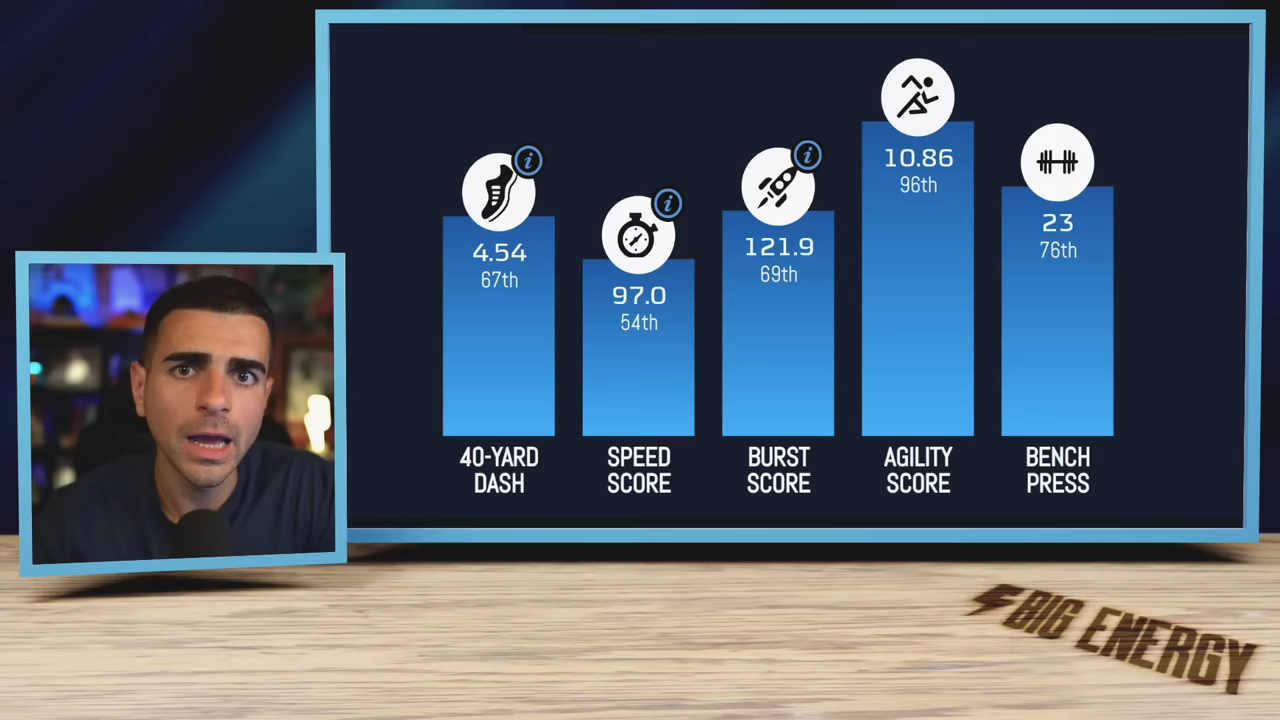 4.54
67th
97.0
54th
121.9
69th
10.86
96th
23
76th
40-YARD
DASH
SPEED
SCORE
BURST
SCORE
AGILITY
SCORE
BENCH
PRESS
BIG ENERGY